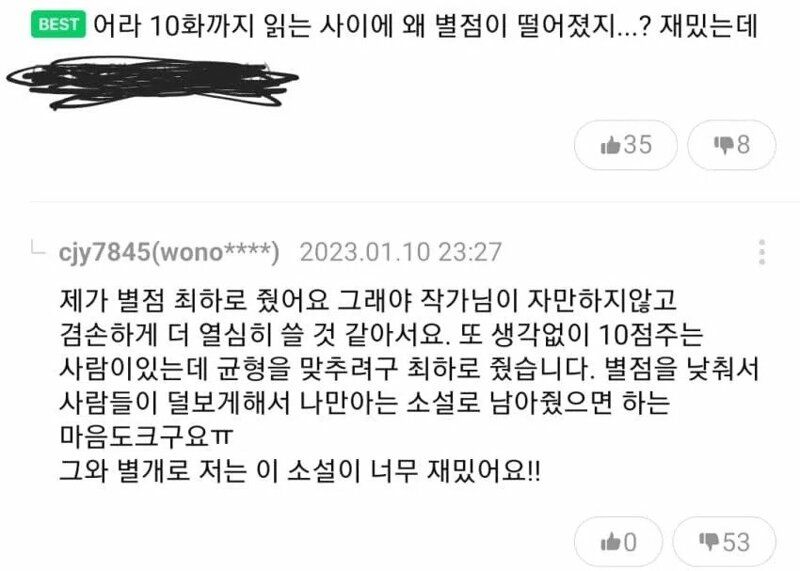 BEST 어라 10화까지 읽는 사이에 왜 별점이 떨어졌지...? 재밌는데
35 8
cjy7845(wono****) 2023.01.10 23:27
제가 별점 최하로 줬어요 그래야 작가님이 자만하지않고
겸손하게 더 열심히 쓸 것 같아서요. 또 생각없이 10점주는
사람이있는데 균형을 맞추려구 최하로 줬습니다. 별점을 낮춰서
사람들이 덜보게해서 나만아는 소설로 남아줬으면 하는
마음도크구요ㅠ
그와 별개로 저는 이 소설이 너무 재밌어요!!
0 53